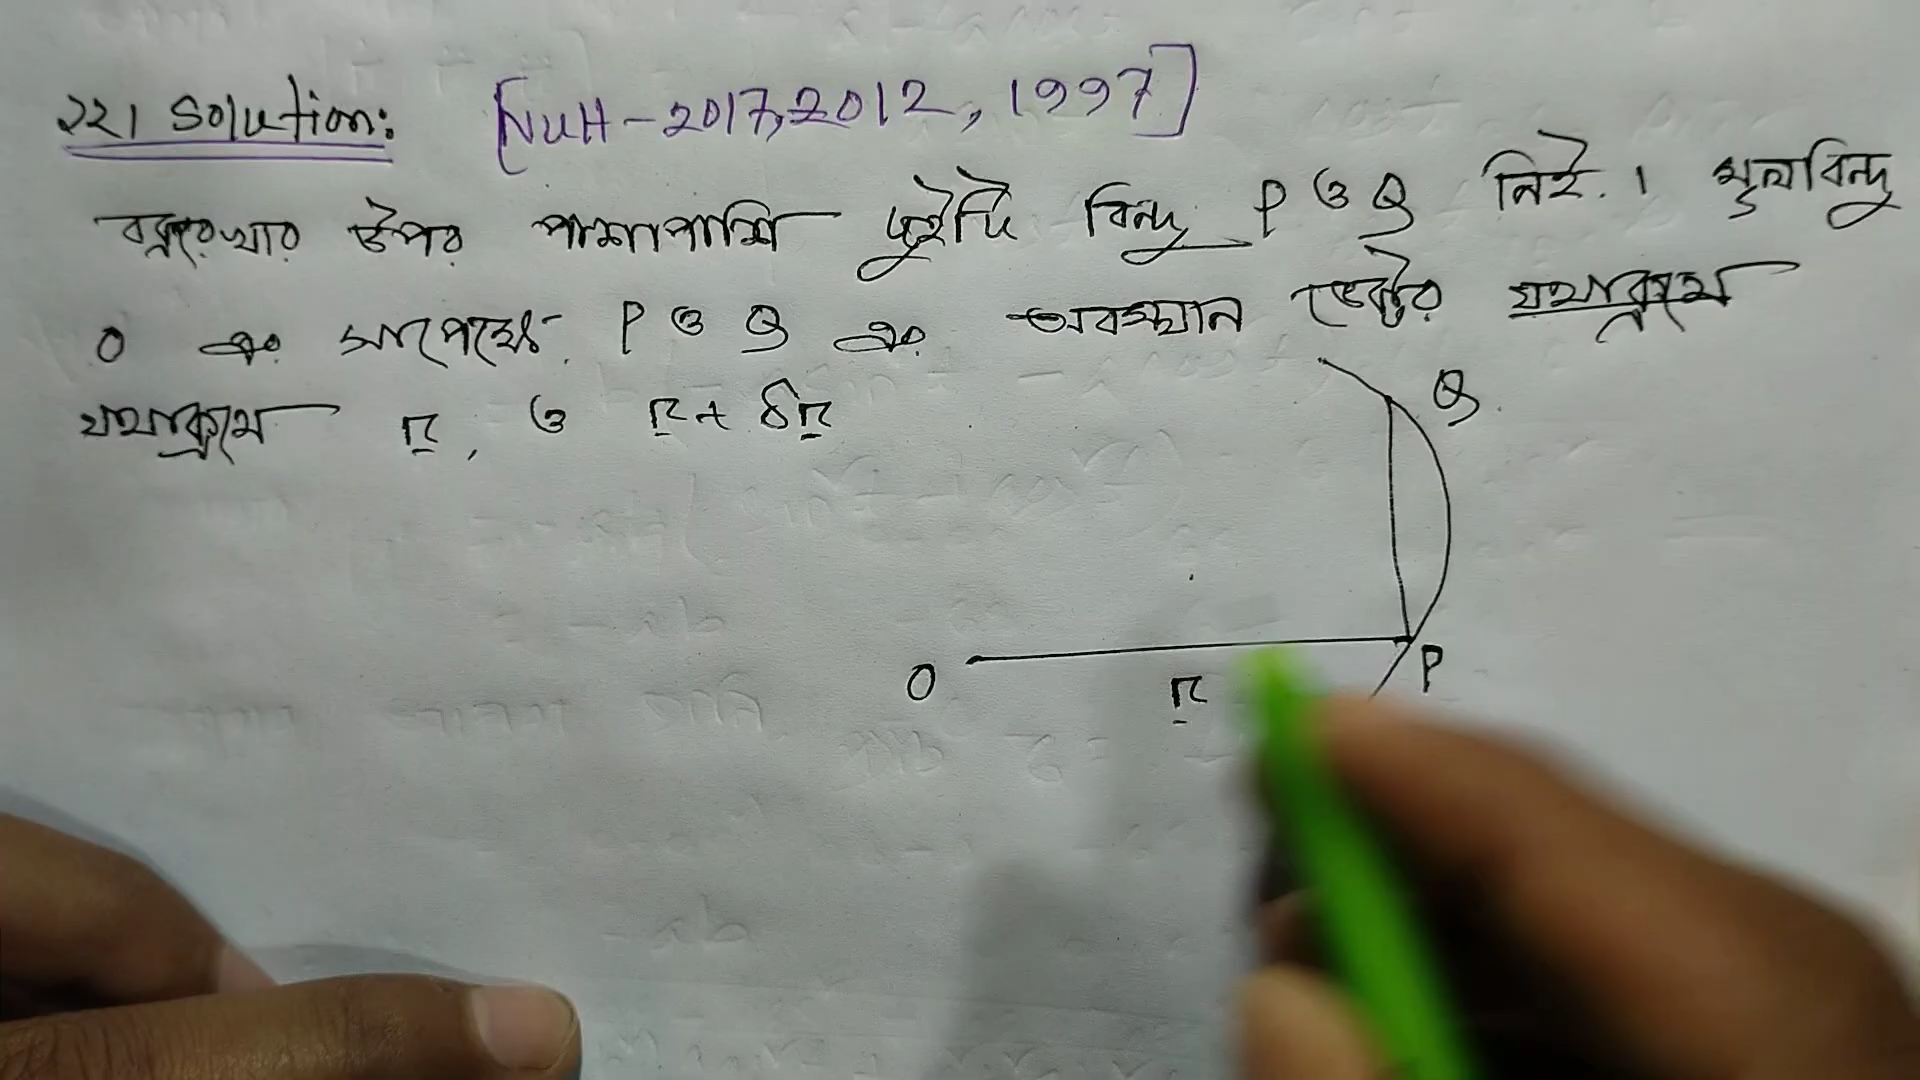 ২২। Solution: [NUH-2017,2012, 1997]
বক্ররেখার উপর পাশাপাশি দুইটি বিন্দু P ও Q নিই। মূলবিন্দু
O এর সাপেক্ষে P ও Q এর অবস্থান ভেক্টর যথাক্রমে
যথাক্রমে r, ও r + δr
Q
O
r
P